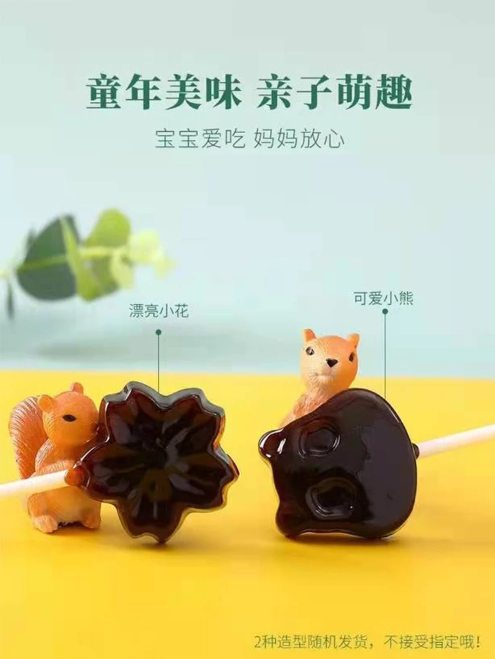 童年美味 亲子萌趣
宝宝爱吃 妈妈放心
漂亮小花
可爱小熊
2种造型随机发货，不接受指定哦！